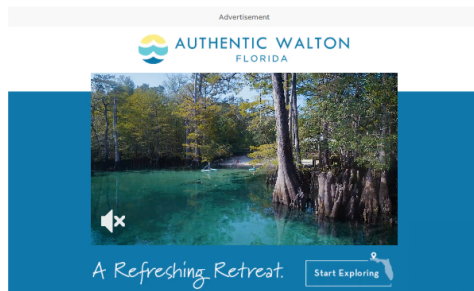 Advertisement
AUTHENTIC WALTON
FLORIDA
A Refreshing Retreat.
Start Exploring